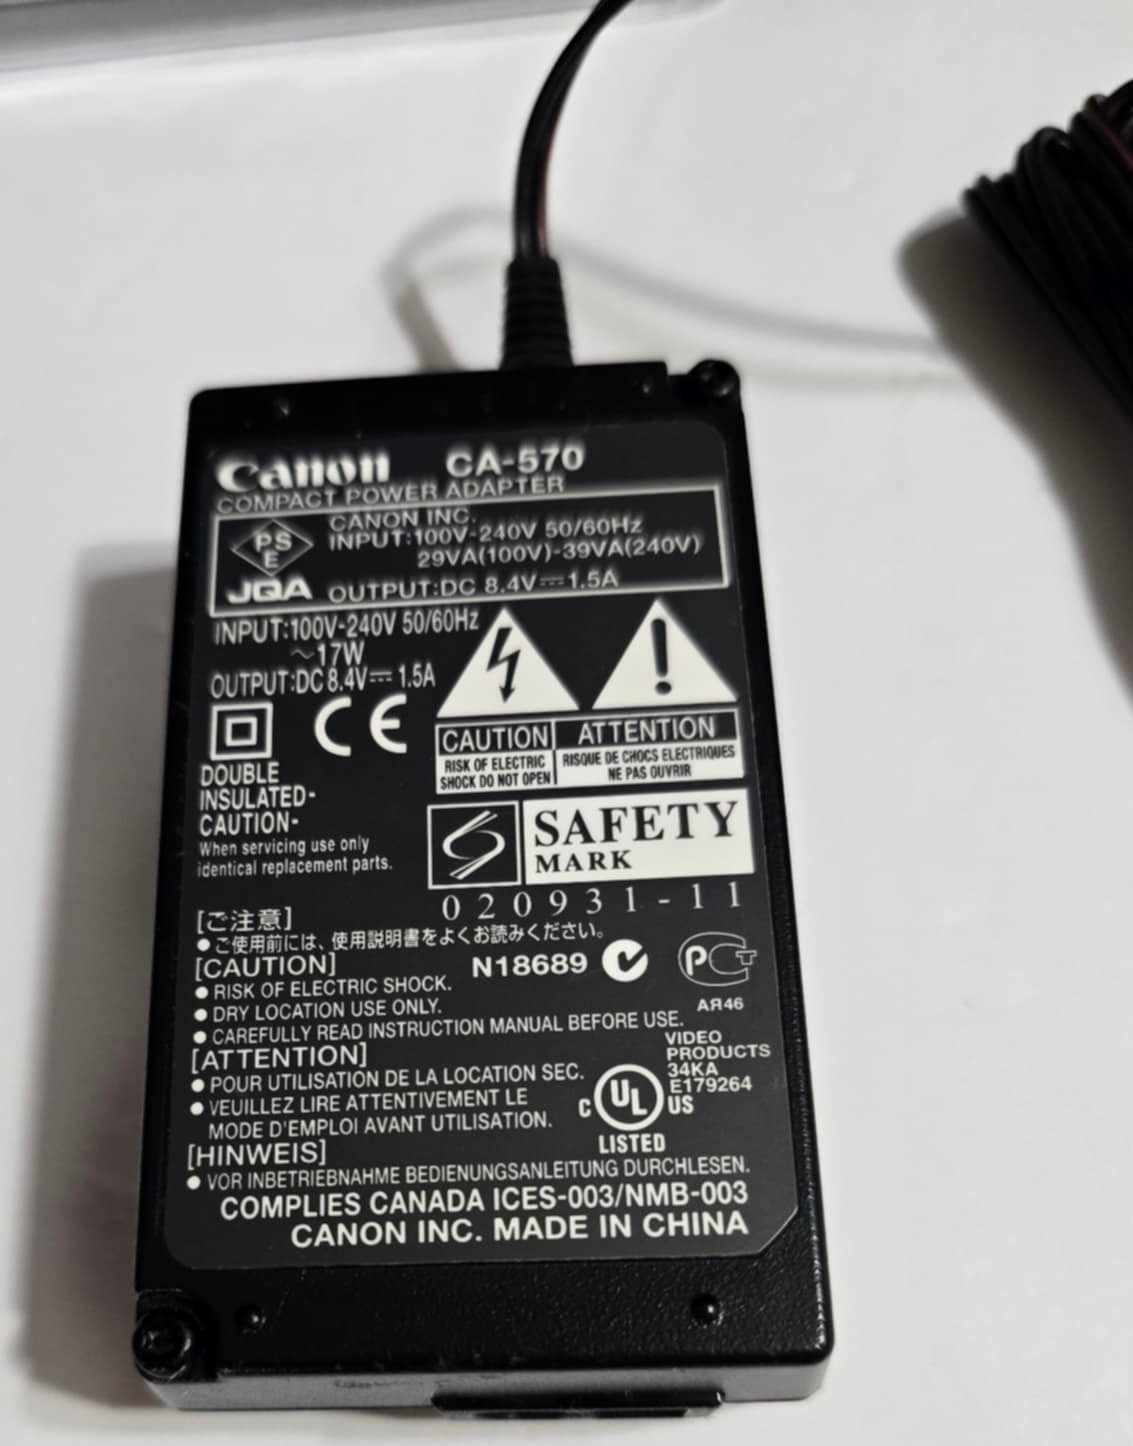 Canon CA-570
COMPACT POWER ADAPTER
PS
E
JQA
CANON INC.
INPUT:100V-240V 50/60Hz
29VA(100V)-39VA(240V)
OUTPUT:DC 8.4V⎓1.5A
INPUT:100V-240V 50/60Hz
~17W
OUTPUT:DC 8.4V⎓1.5A
CE
DOUBLE
INSULATED-
CAUTION-
When servicing use only
identical replacement parts.
CAUTION
RISK OF ELECTRIC
SHOCK DO NOT OPEN
ATTENTION
RISQUE DE CHOCS ELECTRIQUES
NE PAS OUVRIR
SAFETY
MARK
020931-11
[ご注意]
●ご使用前には、使用説明書をよくお読みください。
[CAUTION]
N18689
●RISK OF ELECTRIC SHOCK.
●DRY LOCATION USE ONLY.
●CAREFULLY READ INSTRUCTION MANUAL BEFORE USE.
PCT
АЯ46
[ATTENTION]
●POUR UTILISATION DE LA LOCATION SEC.
●VEUILLEZ LIRE ATTENTIVEMENT LE
MODE D'EMPLOI AVANT UTILISATION.
VIDEO
PRODUCTS
34KA
E179264
C UL US
LISTED
[HINWEIS]
●VOR INBETRIEBNAHME BEDIENUNGSANLEITUNG DURCHLESEN.
COMPLIES CANADA ICES-003/NMB-003
CANON INC. MADE IN CHINA